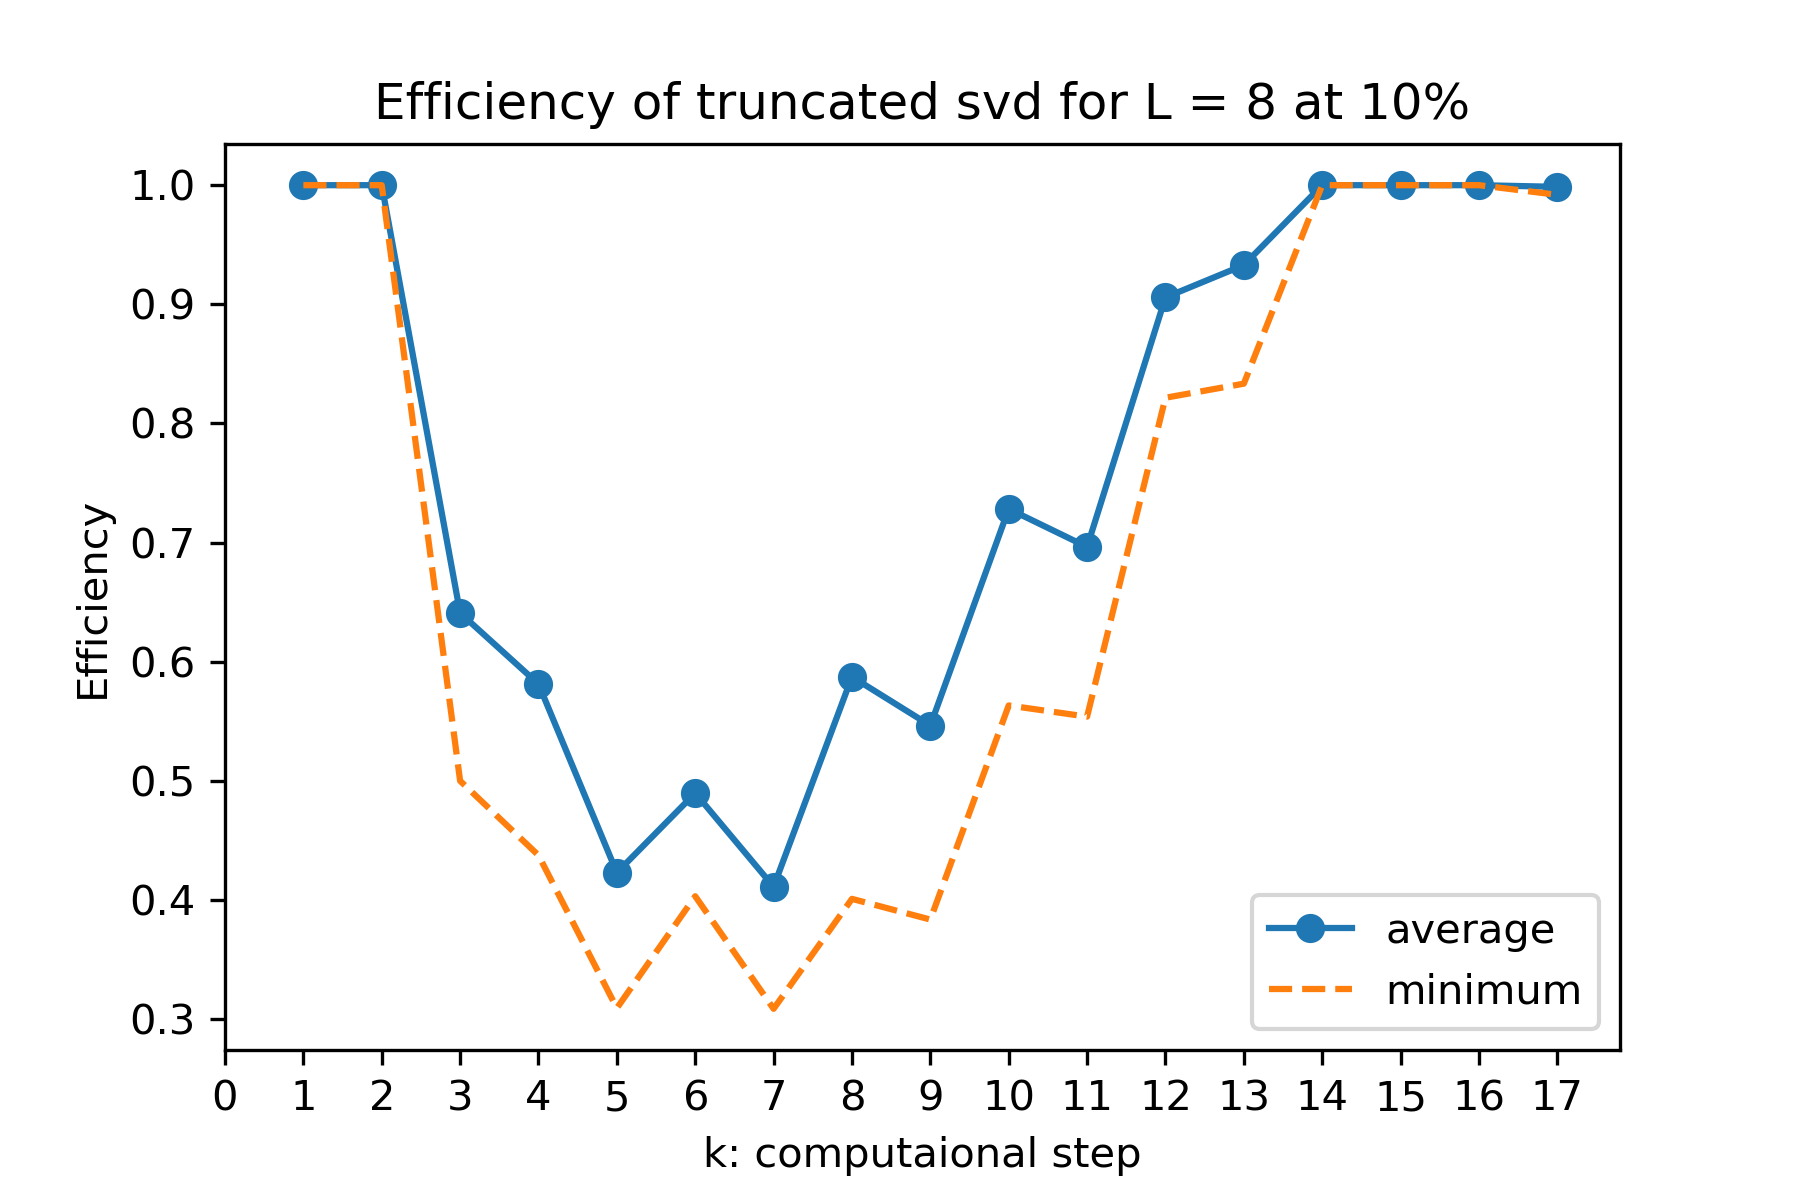 Efficiency of truncated svd for L = 8 at 10%
Efficiency
1.0
0.9
0.8
0.7
0.6
0.5
0.4
0.3
average
minimum
0 1 2 3 4 5 6 7 8 9 10 11 12 13 14 15 16 17
k: computaional step